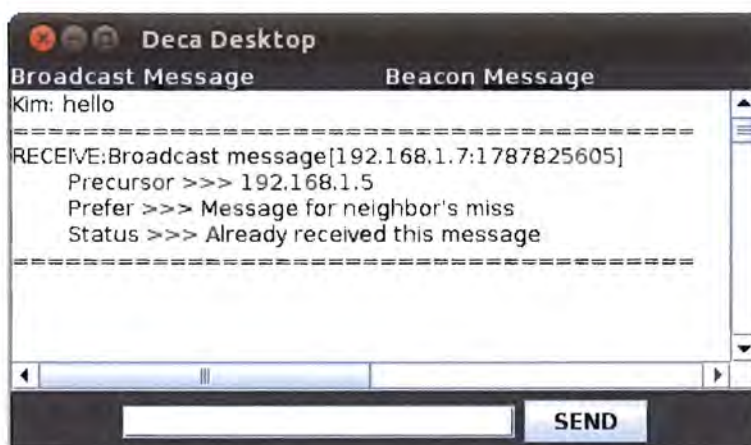 Deca Desktop
Broadcast Message Beacon Message
Kim: hello
========================================
RECEIVE:Broadcast message[192.168.1.7:1787825605]
Precursor >>> 192.168.1.5
Prefer >>> Message for neighbor's miss
Status >>> Already received this message
========================================
SEND